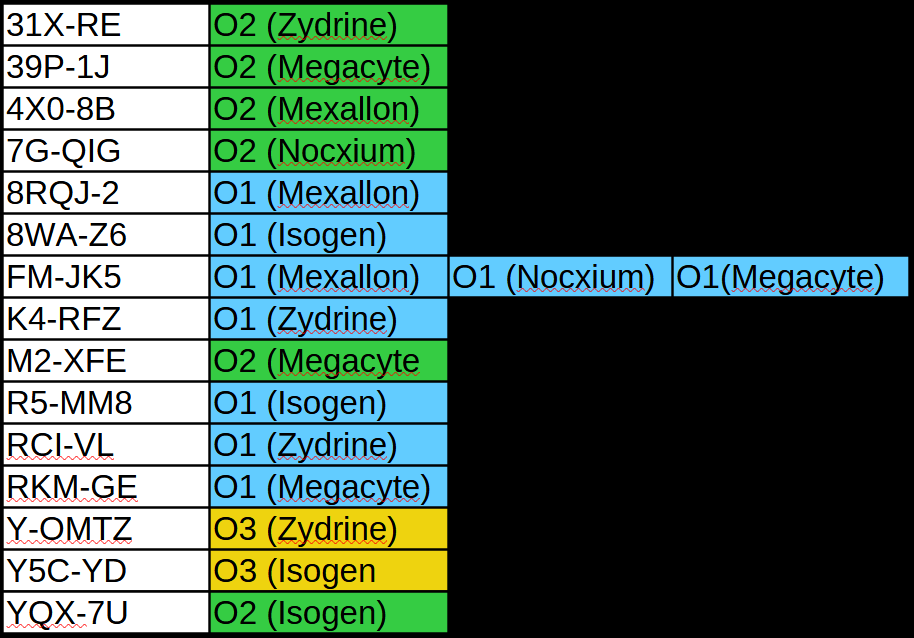 31X-RE O2 (Zydrine)
39P-1J O2 (Megacyte)
4X0-8B O2 (Mexallon)
7G-QIG O2 (Nocxium)
8RQJ-2 O1 (Mexallon)
8WA-Z6 O1 (Isogen)
FM-JK5 O1 (Mexallon) O1 (Nocxium) O1(Megacyte)
K4-RFZ O1 (Zydrine)
M2-XFE O2 (Megacyte
R5-MM8 O1 (Isogen)
RCI-VL O1 (Zydrine)
RKM-GE O1 (Megacyte)
Y-OMTZ O3 (Zydrine)
Y5C-YD O3 (Isogen
YQX-7U O2 (Isogen)